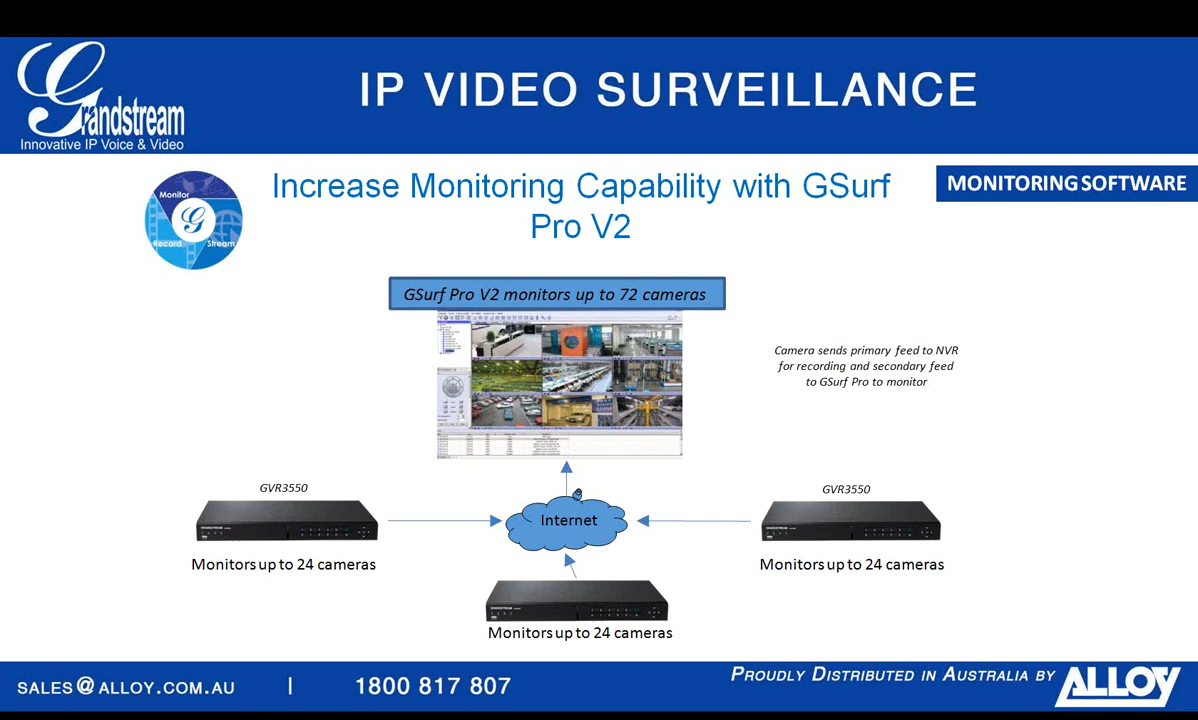 Grandstream
Innovative IP Voice & Video
IP VIDEO SURVEILLANCE
MONITORING SOFTWARE
Monitor
G
Record
Stream
Increase Monitoring Capability with GSurf
Pro V2
GSurf Pro V2 monitors up to 72 cameras
Camera sends primary feed to NVR
for recording and secondary feed
to GSurf Pro to monitor
GVR3550
GVR3550
Internet
Monitors up to 24 cameras
Monitors up to 24 cameras
GRANDSTREAM
Monitors up to 24 cameras
SALES@ALLOY.COM.AU | 1800 817 807
PROUDLY DISTRIBUTED IN AUSTRALIA BY ALLOY